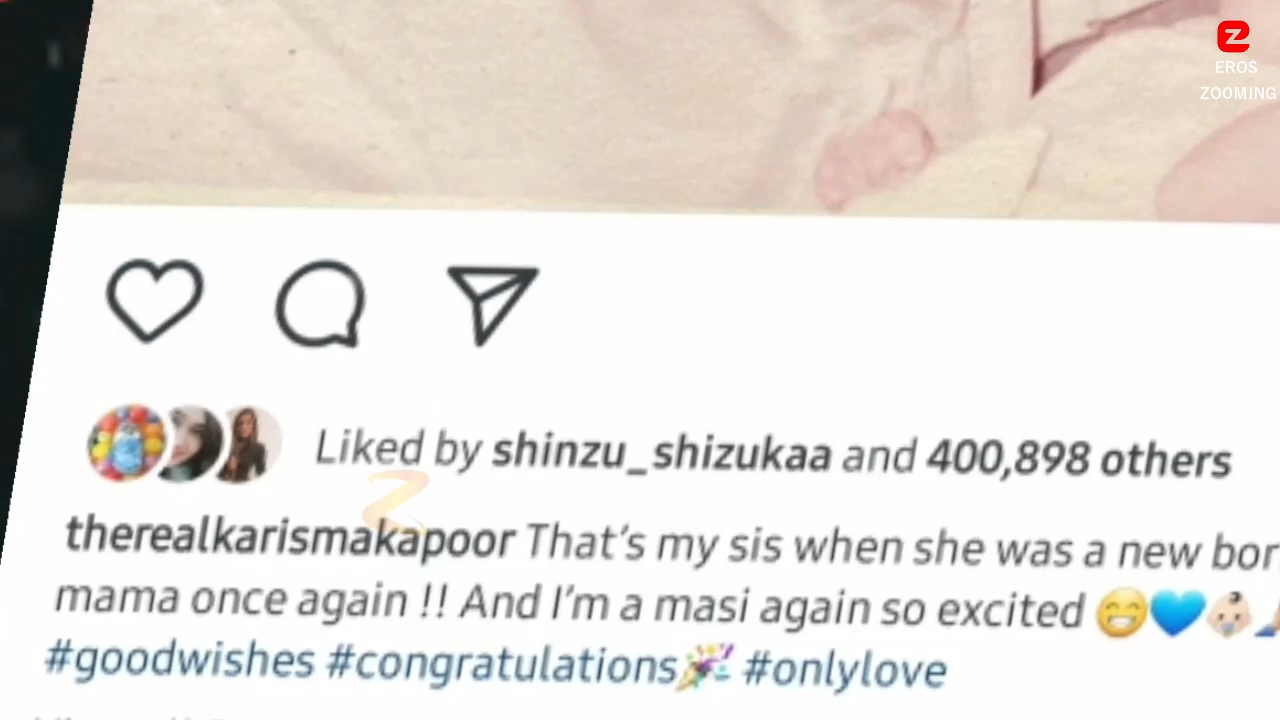 EROS
ZOOMING
Liked by shinzu_shizukaa and 400,898 others
therealkarismakapoor That's my sis when she was a new
mama once again !! And I'm a masi again so excited 😁💙👶🏻
#goodwishes #congratulations🎉 #onlylove